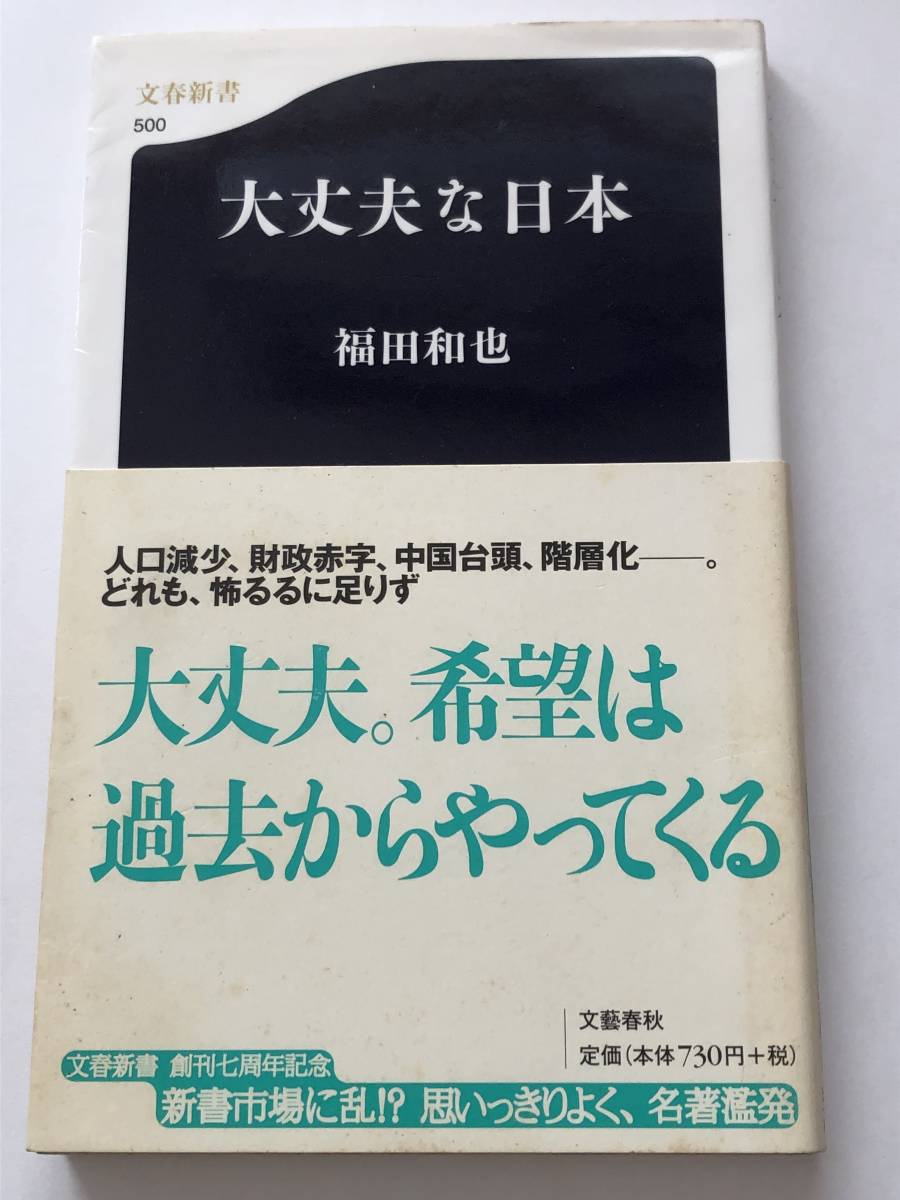 文春新書
500
大丈夫な日本
福田和也
人口減少、財政赤字、中国台頭、階層化――。
どれも、怖るるに足りず
大丈夫。希望は
過去からやってくる
文藝春秋
定価(本体730円+税)
文春新書 創刊七周年記念
新書市場に乱!? 思いっきりよく、名著濫発